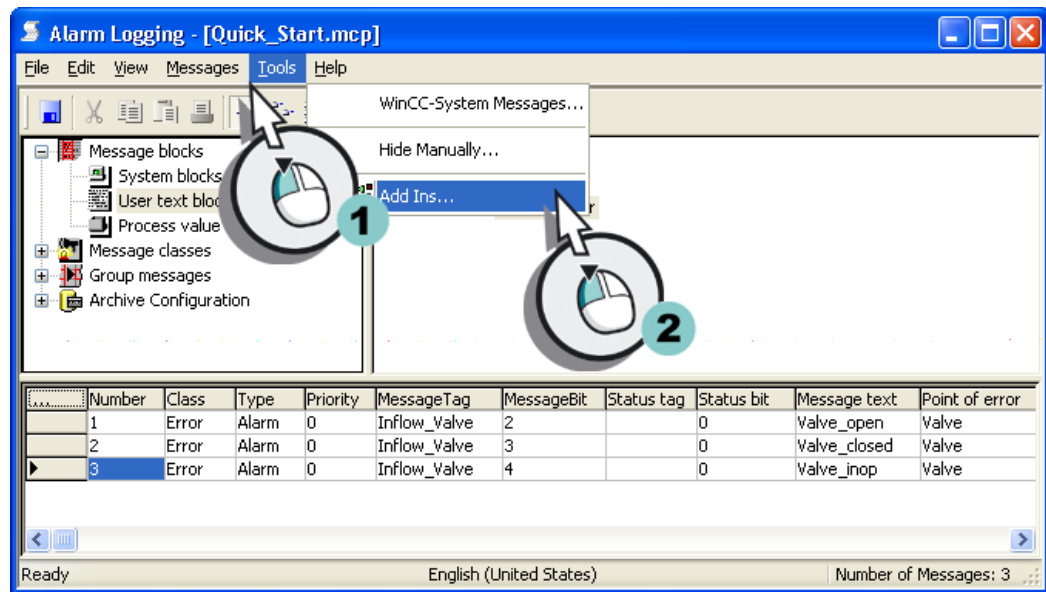 Alarm Logging - [Quick_Start.mcp]
File Edit View Messages Tools Help
WinCC-System Messages...
Hide Manually...
Add Ins...
1
2
Message blocks
System blocks
User text bloc
Process value
Message classes
Group messages
Archive Configuration
Number Class Type Priority MessageTag MessageBit Status tag Status bit Message text Point of error
1 Error Alarm 0 Inflow_Valve 2 0 Valve_open Valve
2 Error Alarm 0 Inflow_Valve 3 0 Valve_closed Valve
3 Error Alarm 0 Inflow_Valve 4 0 Valve_inop Valve
Ready English (United States) Number of Messages: 3